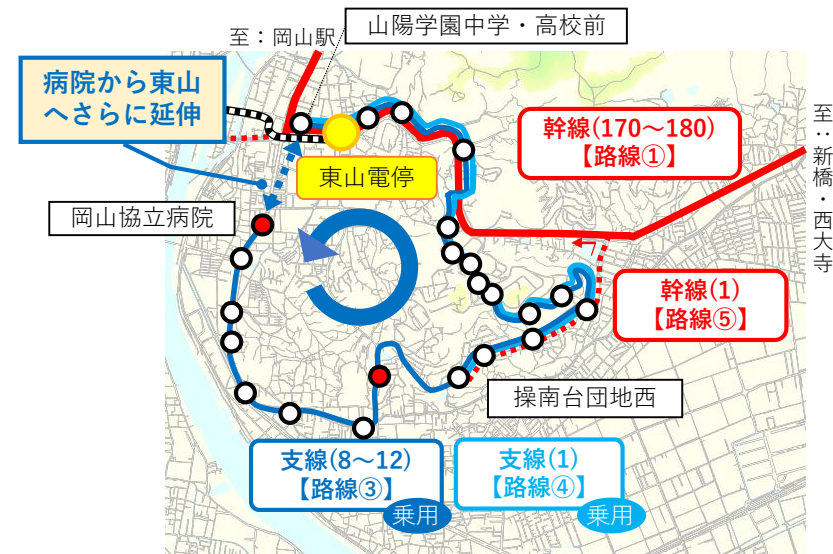 至：岡山駅
山陽学園中学・高校前
病院から東山
へさらに延伸
幹線(170～180)
【路線①】
至：新橋・西大寺
東山電停
岡山協立病院
幹線(1)
【路線⑤】
操南台団地西
支線(8～12)
【路線③】
乗用
支線(1)
【路線④】
乗用